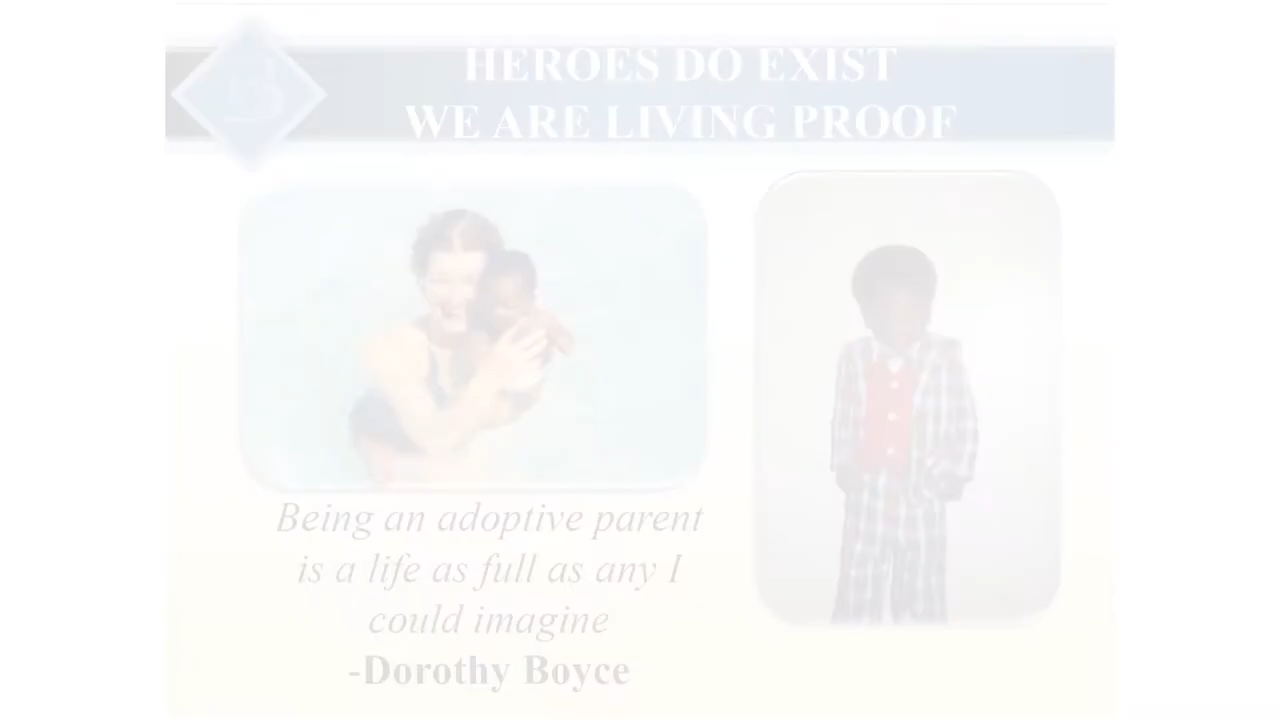 HEROES DO EXIST
WE ARE LIVING PROOF
Being an adoptive parent
is a life as full as any I
could imagine
-Dorothy Boyce